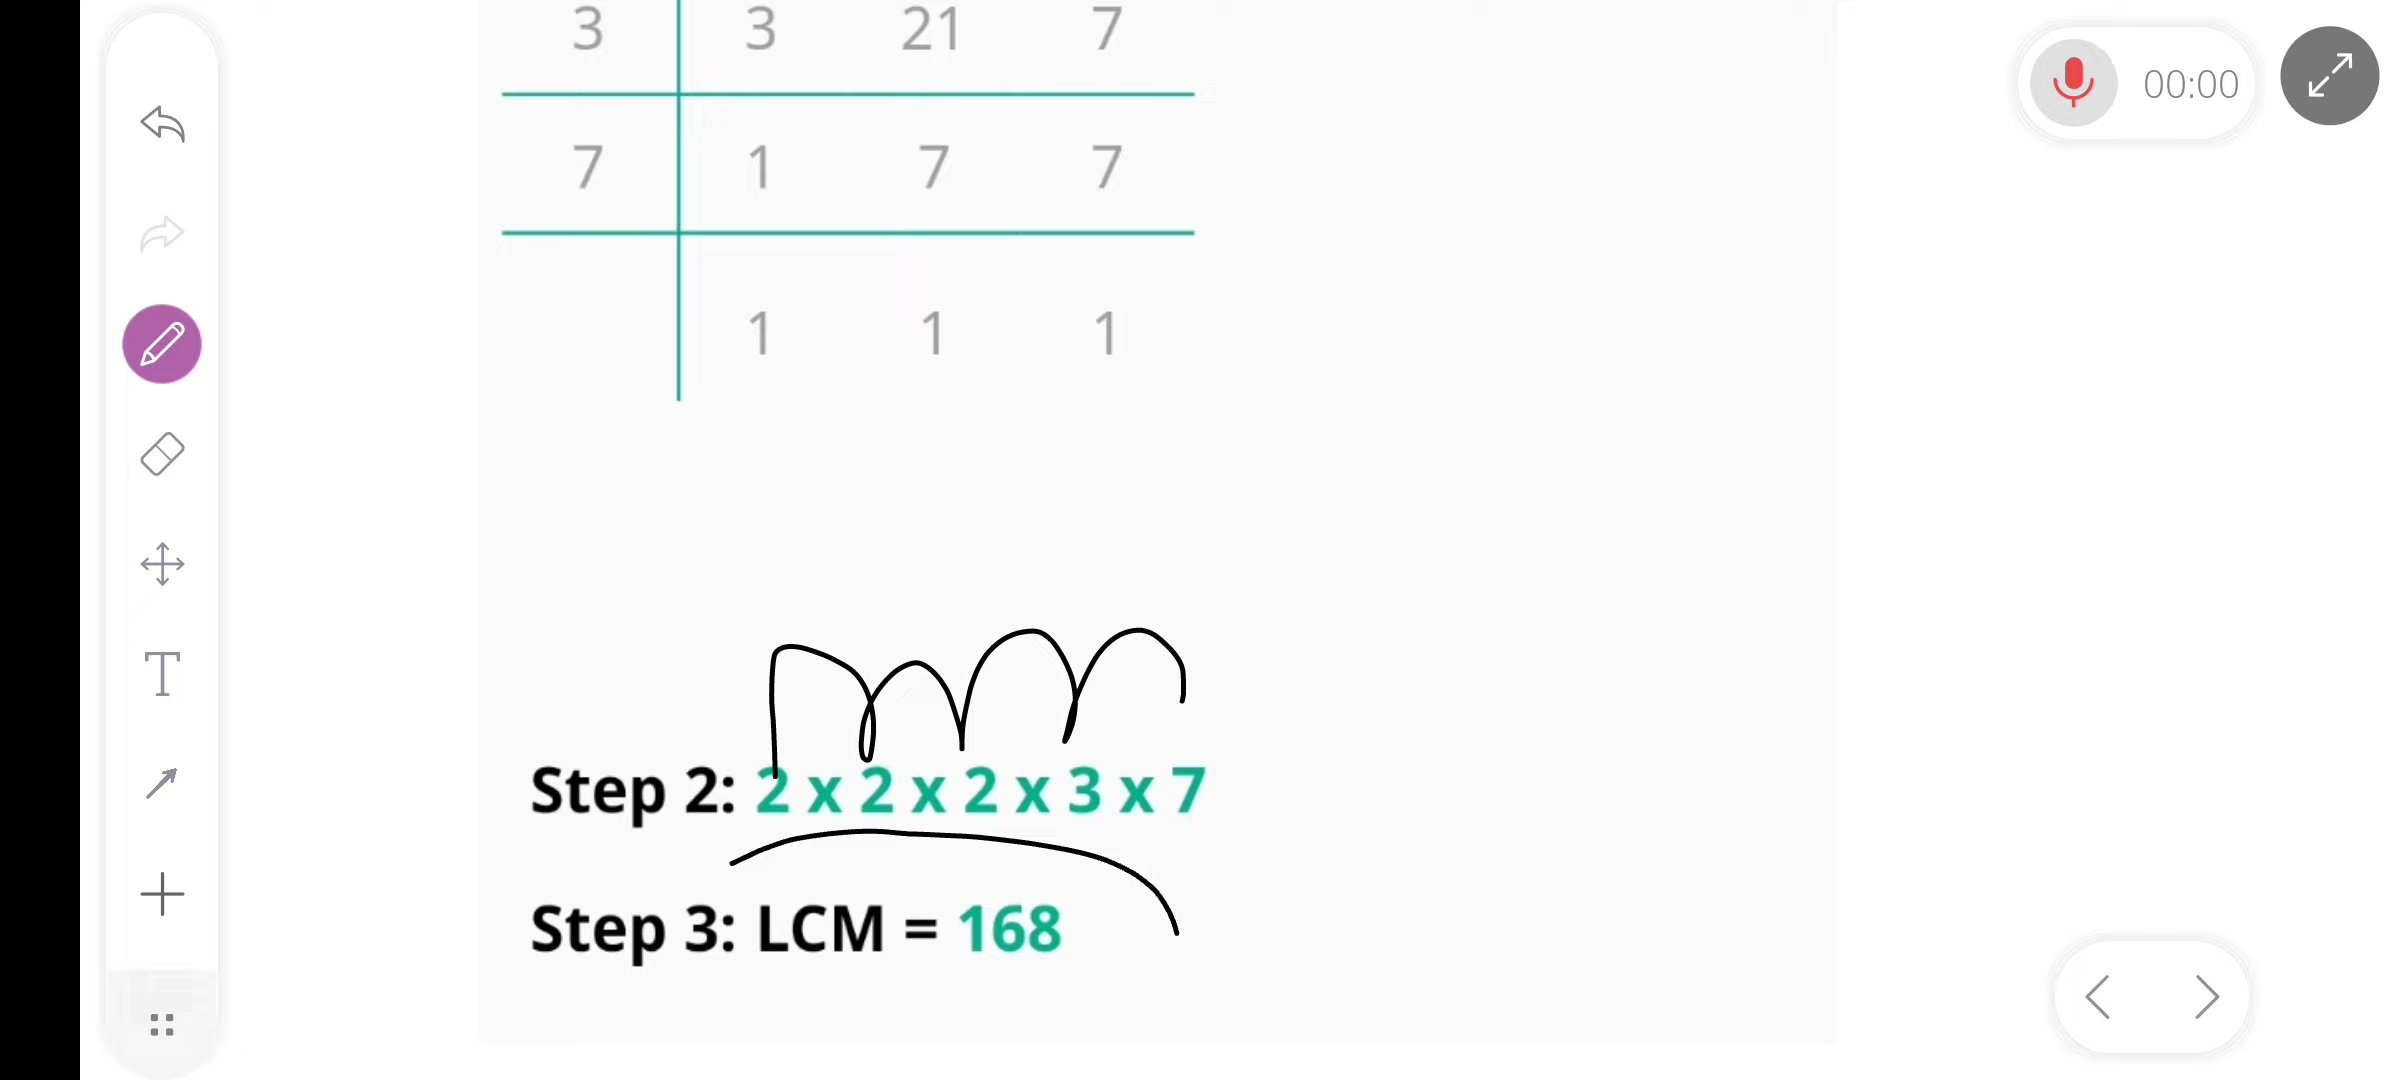 00:00
3 3 21 7
7 1 7 7
1 1 1
Step 2: 2 x 2 x 2 x 3 x 7
Step 3: LCM = 168